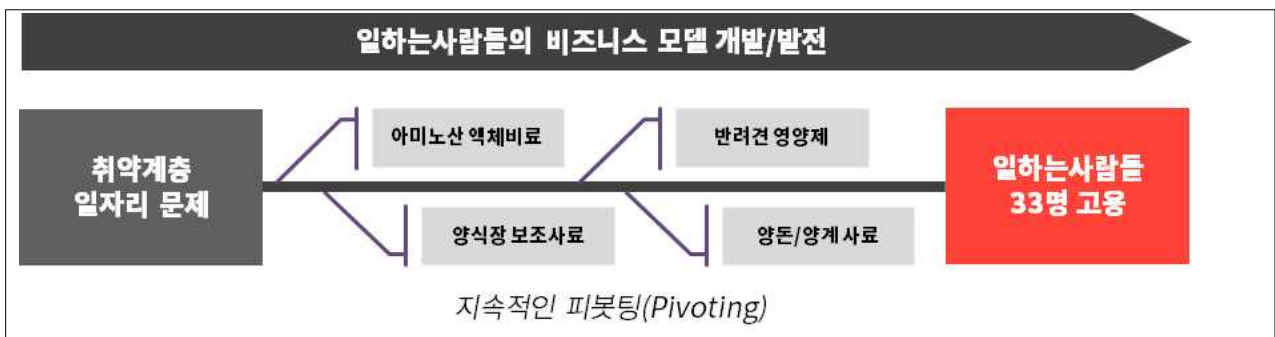 일하는사람들의 비즈니스 모델 개발/발전
취약계층
일자리 문제
아미노산 액체비료
양식장 보조사료
반려견 영양제
양돈/양계 사료
일하는사람들
33명 고용
지속적인 피봇팅(Pivoting)